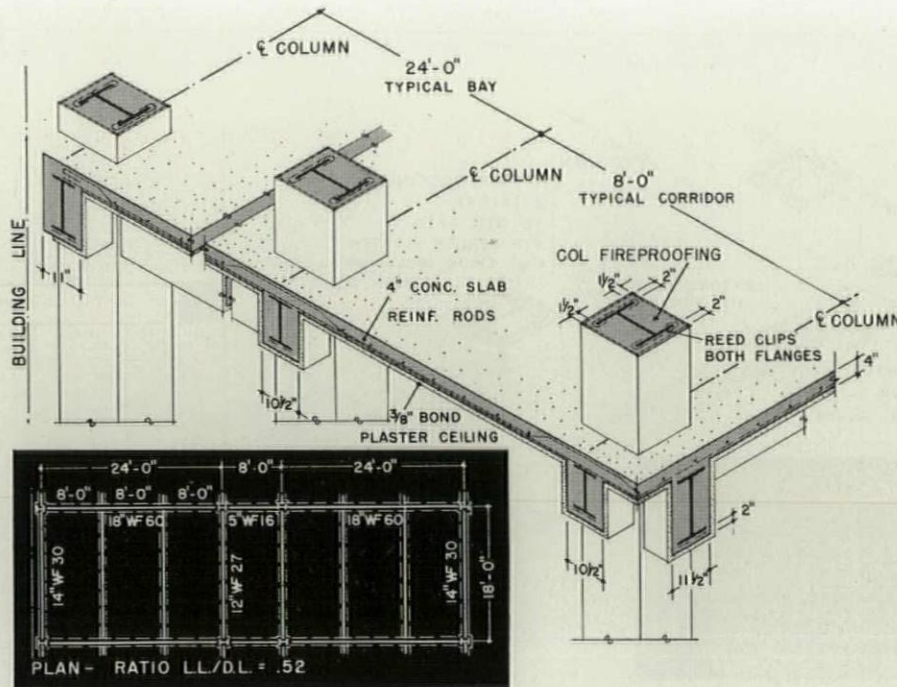 ℄ COLUMN
24'-0"
TYPICAL BAY
℄ COLUMN
8'-0"
TYPICAL CORRIDOR
COL FIREPROOFING
1½"
2"
1½"
2"
℄ COLUMN
REED CLIPS
BOTH FLANGES
4"
BUILDING LINE
11"
4" CONC. SLAB
REINF. RODS
10½"
3/8" BOND
PLASTER CEILING
2"
10½"
11½"
24'-0"
8'-0"
24'-0"
8'-0"
8'-0"
8'-0"
18" WF 60
5" WF 16
18" WF 60
14" WF 30
12" WF 27
14" WF 30
18'-0"
PLAN - RATIO L.L./D.L. = .52